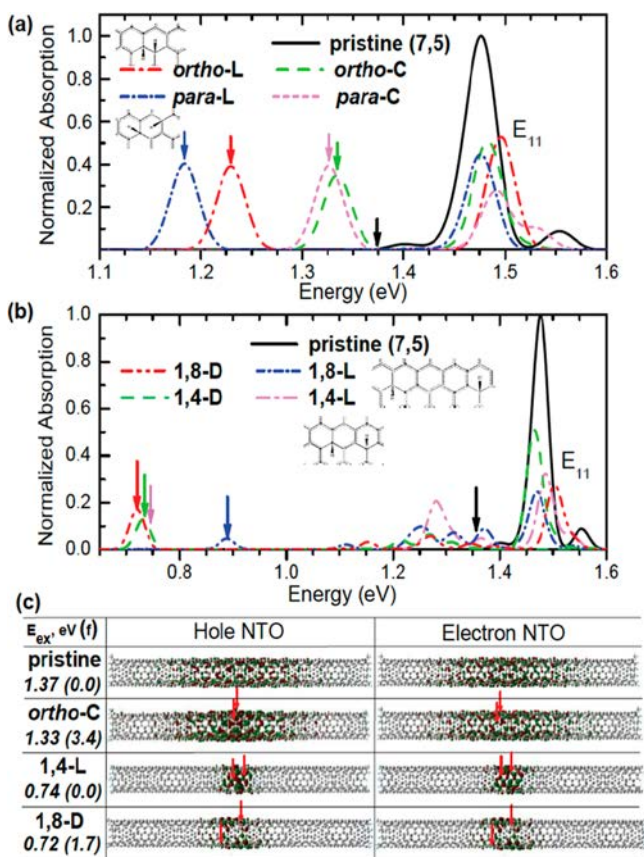 (a)
Normalized Absorption
1.0
0.8
0.6
0.4
0.2
pristine (7,5)
ortho-L
ortho-C
para-L
para-C
E11
1.1 1.2 1.3 1.4 1.5 1.6
Energy (eV)
(b)
Normalized Absorption
1.0
0.8
0.6
0.4
0.2
0.0
pristine (7,5)
1,8-D
1,8-L
1,4-D
1,4-L
E11
0.8 1.0 1.2 1.4 1.6
Energy (eV)
(c)
Eex, eV (f) Hole NTO Electron NTO
pristine
1.37 (0.0)
ortho-C
1.33 (3.4)
1,4-L
0.74 (0.0)
1,8-D
0.72 (1.7)